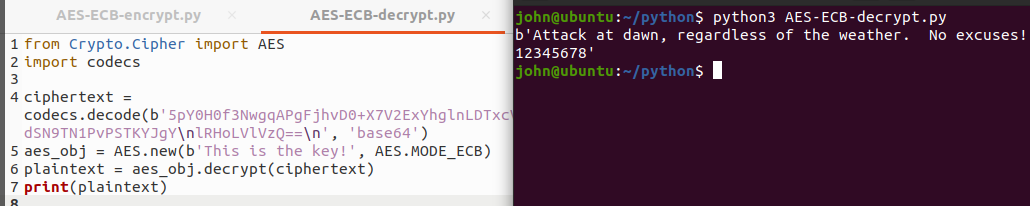 AES-ECB-encrypt.py × AES-ECB-decrypt.py ×
1 from Crypto.Cipher import AES
2 import codecs
3
4 ciphertext =
codecs.decode(b'5pY0H0f3NwgqAPgFjhvD0+X7V2ExYhglnLDTxcV
dSN9TN1PvPSTKYJgY\nlRHoLVlVzQ==\n', 'base64')
5 aes_obj = AES.new(b'This is the key!', AES.MODE_ECB)
6 plaintext = aes_obj.decrypt(ciphertext)
7 print(plaintext)
8
john@ubuntu:~/python$ python3 AES-ECB-decrypt.py
b'Attack at dawn, regardless of the weather.  No excuses!
12345678'
john@ubuntu:~/python$